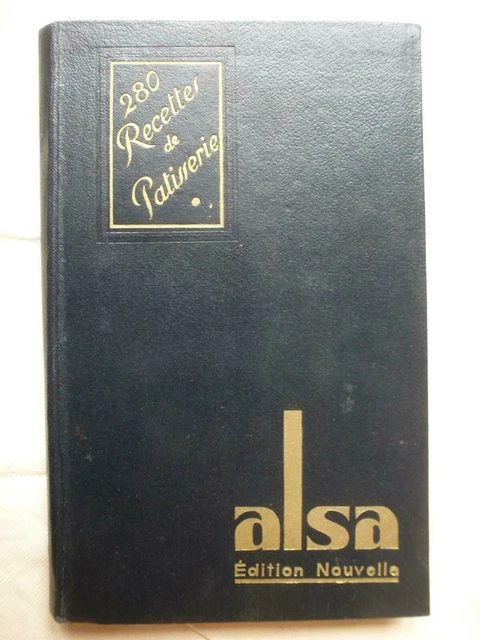 280
Recettes
de
Patisserie
alsa
Édition Nouvelle